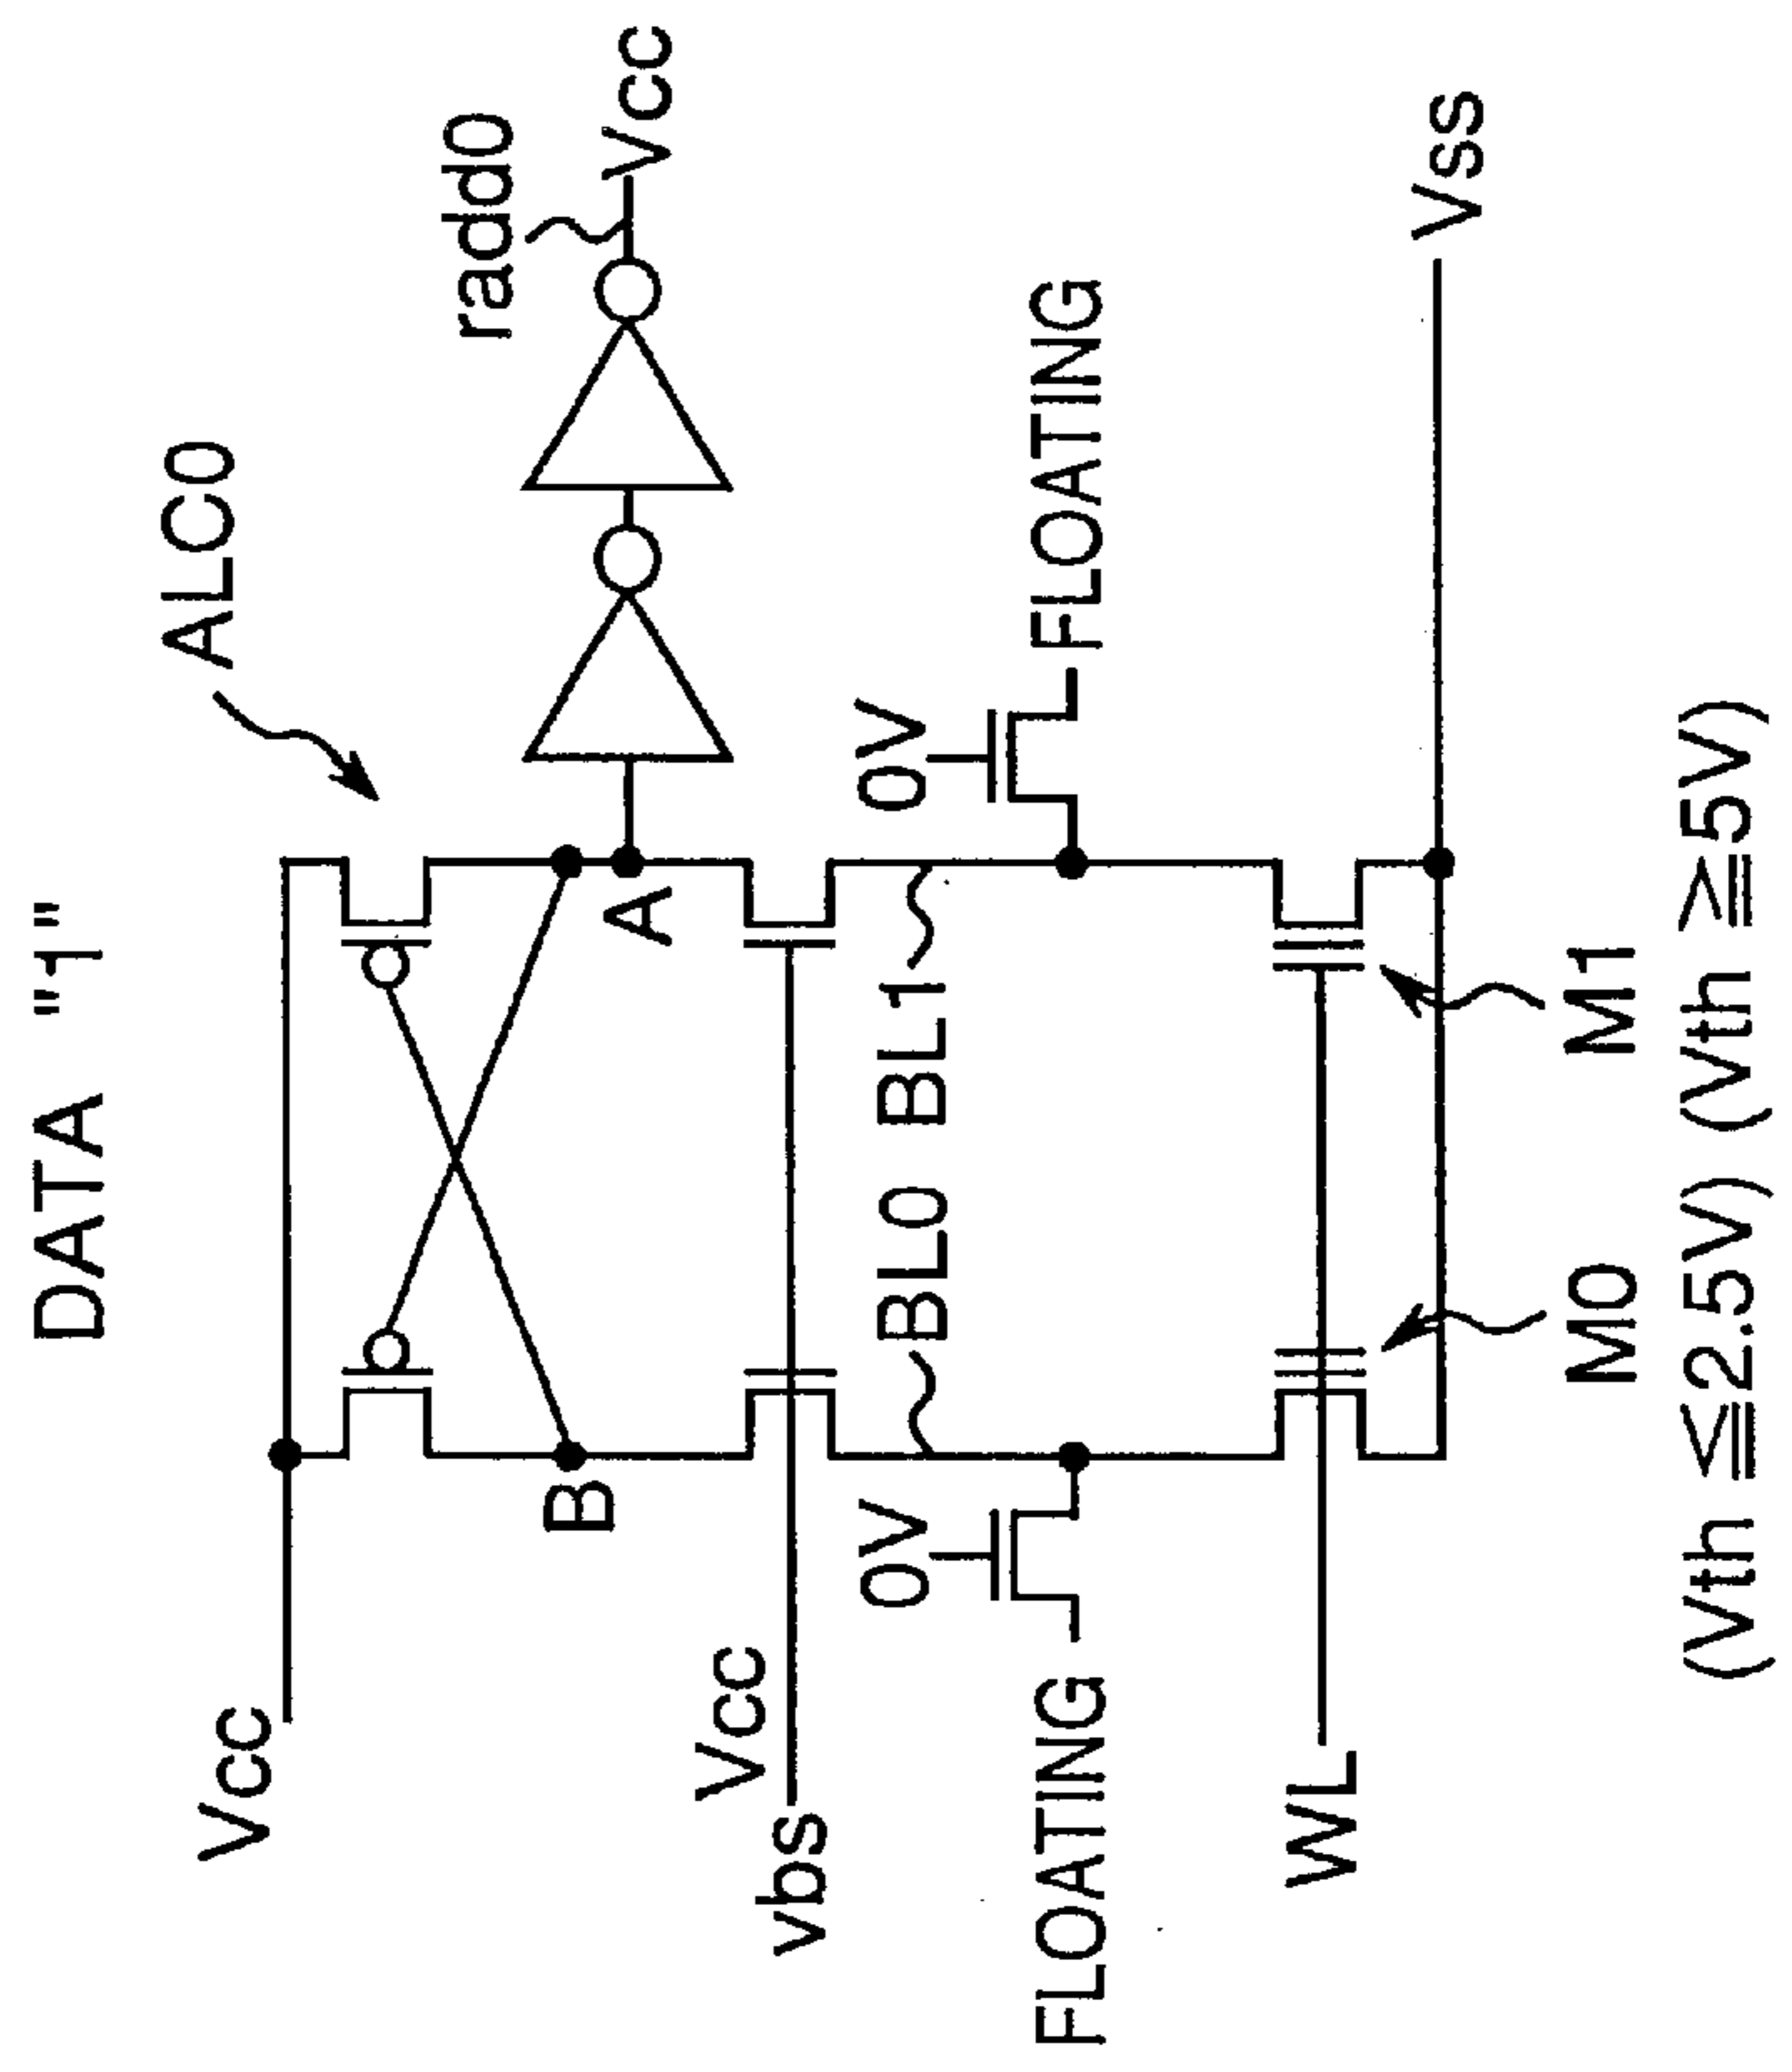 DATA "1"
ALC0
Vcc
radd0
Vcc
B
A
Vcc
vbs
0V
0V
BL0 BL1
FLOATING
FLOATING
WL
Vss
M0
M1
(Vth ≦2.5V) (Vth ≧5V)